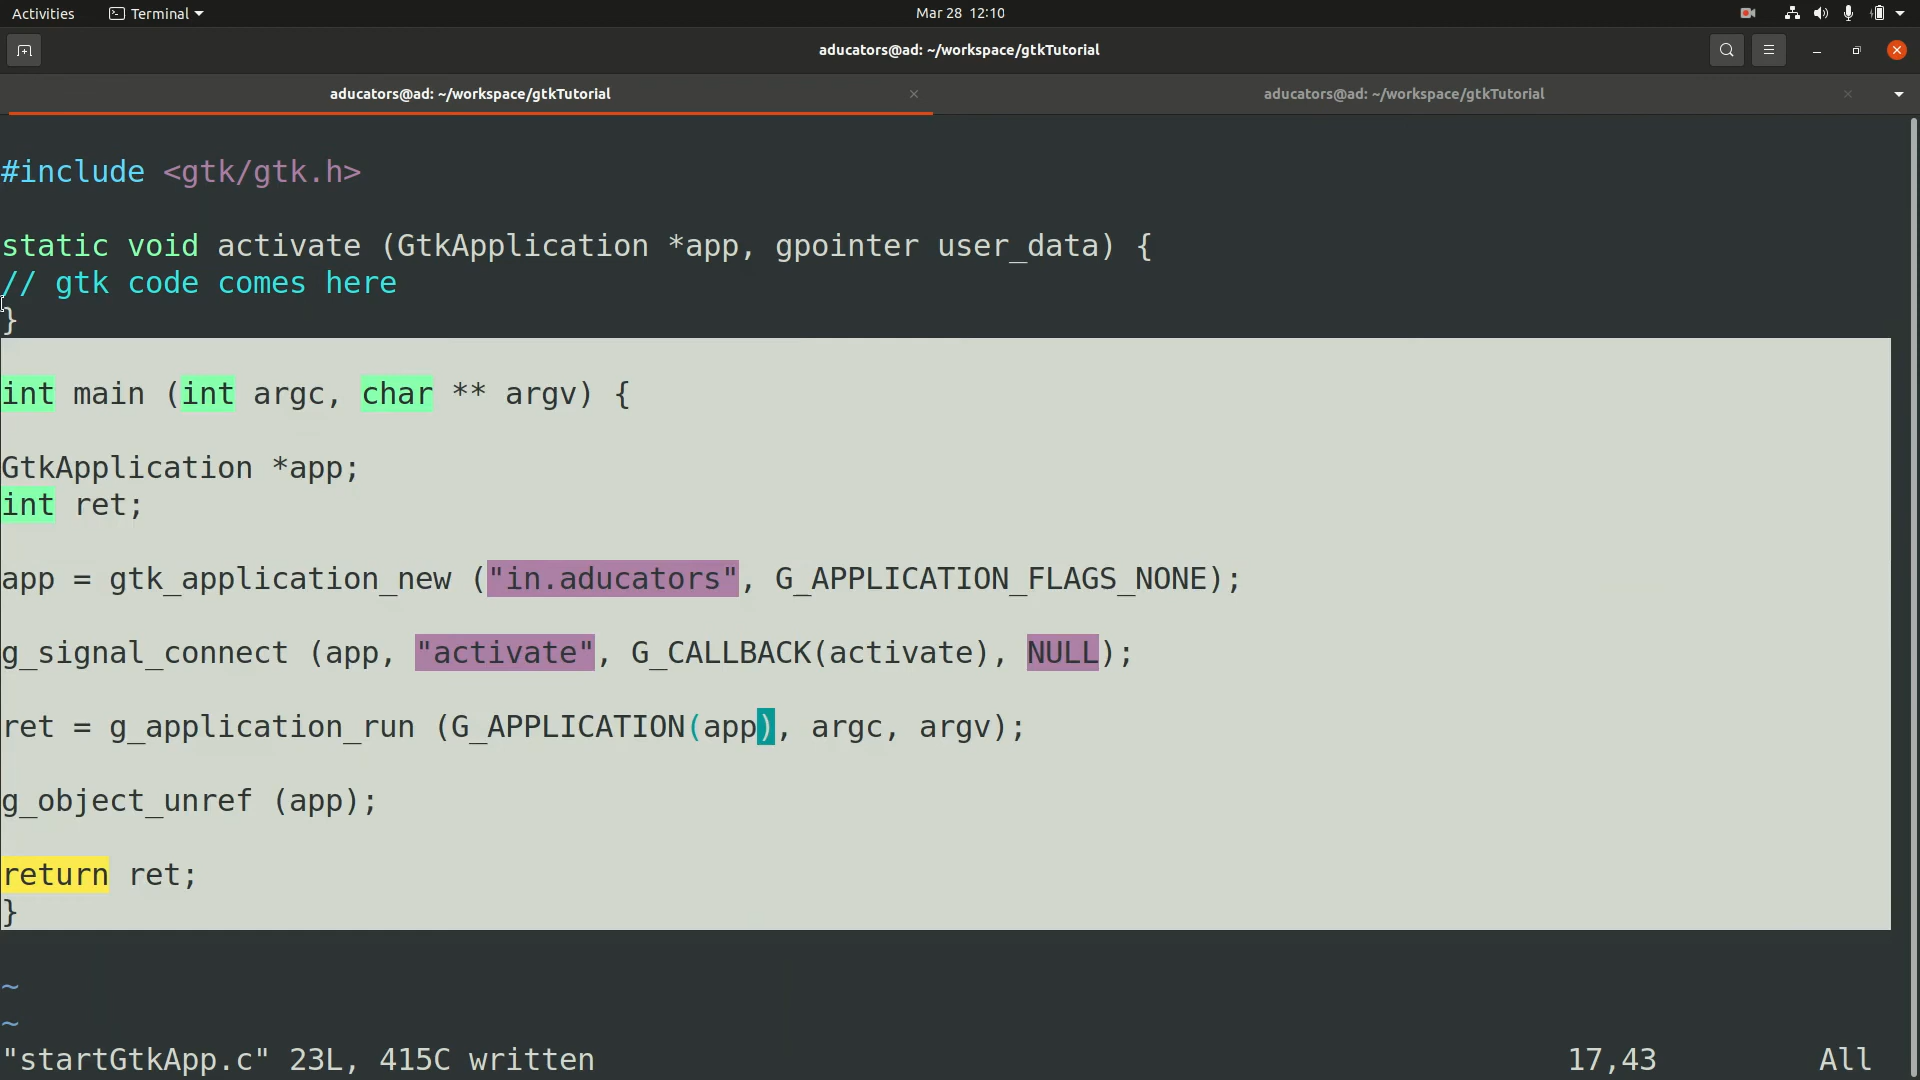 Activities
Terminal
Mar 28 12:10
aducators@ad: ~/workspace/gtkTutorial
aducators@ad: ~/workspace/gtkTutorial
aducators@ad: ~/workspace/gtkTutorial
#include <gtk/gtk.h>
static void activate (GtkApplication *app, gpointer user_data) {
// gtk code comes here
}
int main (int argc, char ** argv) {
GtkApplication *app;
int ret;
app = gtk_application_new ("in.aducators", G_APPLICATION_FLAGS_NONE);
g_signal_connect (app, "activate", G_CALLBACK(activate), NULL);
ret = g_application_run (G_APPLICATION(app), argc, argv);
g_object_unref (app);
return ret;
}
~
~
"startGtkApp.c" 23L, 415C written 17,43 All